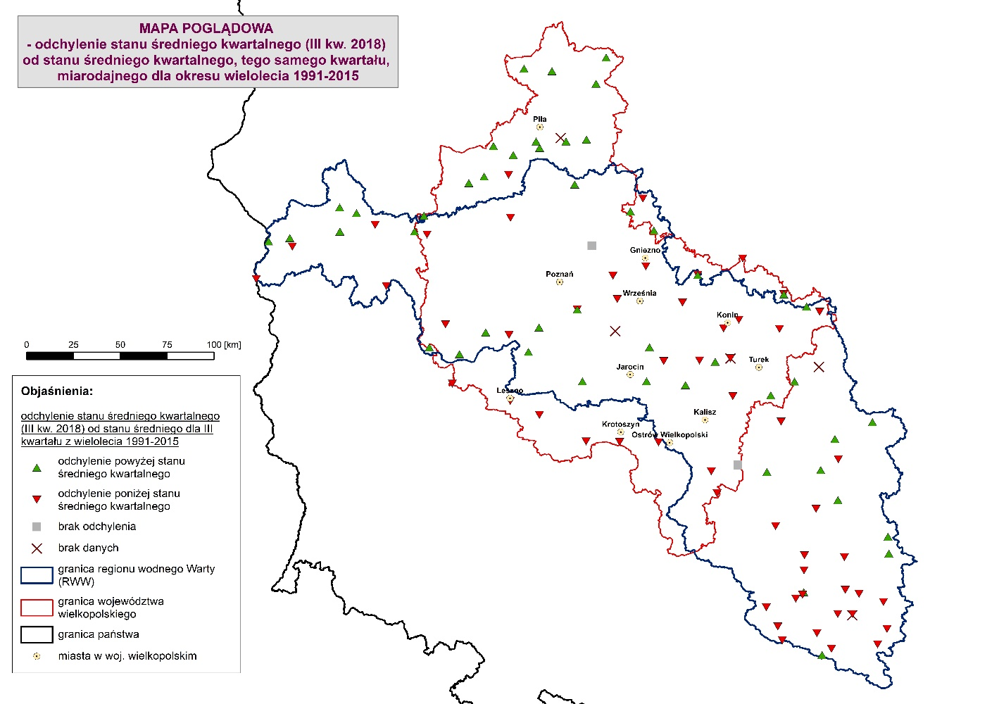 MAPA POGLĄDOWA
- odchylenie stanu średniego kwartalnego (III kw. 2018)
od stanu średniego kwartalnego, tego samego kwartału,
miarodajnego dla okresu wielolecia 1991-2015
Piła
Gniezno
Poznań
Września
Konin
Jarocin
Turek
Leszno
Kalisz
Krotoszyn
Ostrów Wielkopolski
0 25 50 75 100 [km]
Objaśnienia:
odchylenie stanu średniego kwartalnego
(III kw. 2018) od stanu średniego dla III
kwartału z wielolecia 1991-2015
odchylenie powyżej stanu
średniego kwartalnego
odchylenie poniżej stanu
średniego kwartalnego
brak odchylenia
brak danych
granica regionu wodnego Warty
(RWW)
granica województwa
wielkopolskiego
granica państwa
miasta w woj. wielkopolskim